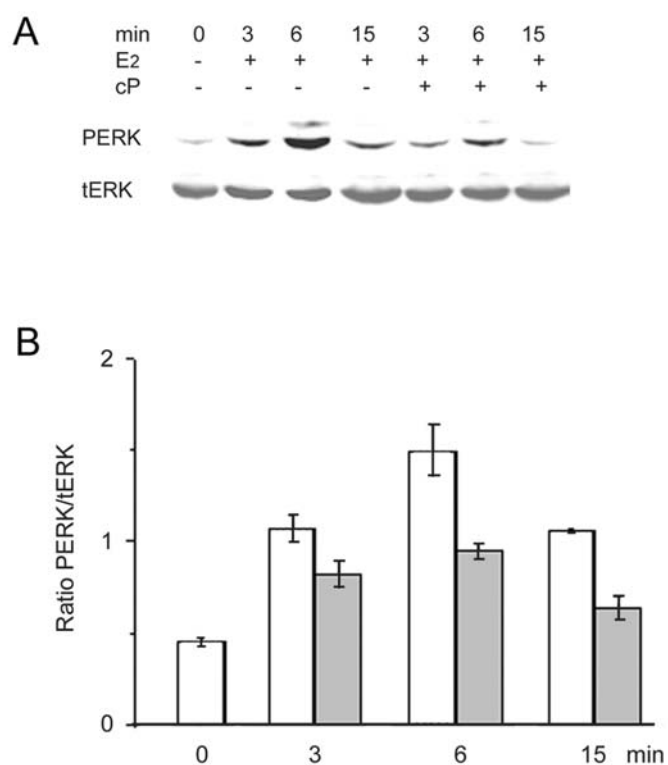 A
min 0 3 6 15 3 6 15
E2 - + + + + + +
cP - - - - + + +
PERK
tERK
B
Ratio PERK/tERK
2
1
0
0 3 6 15 min